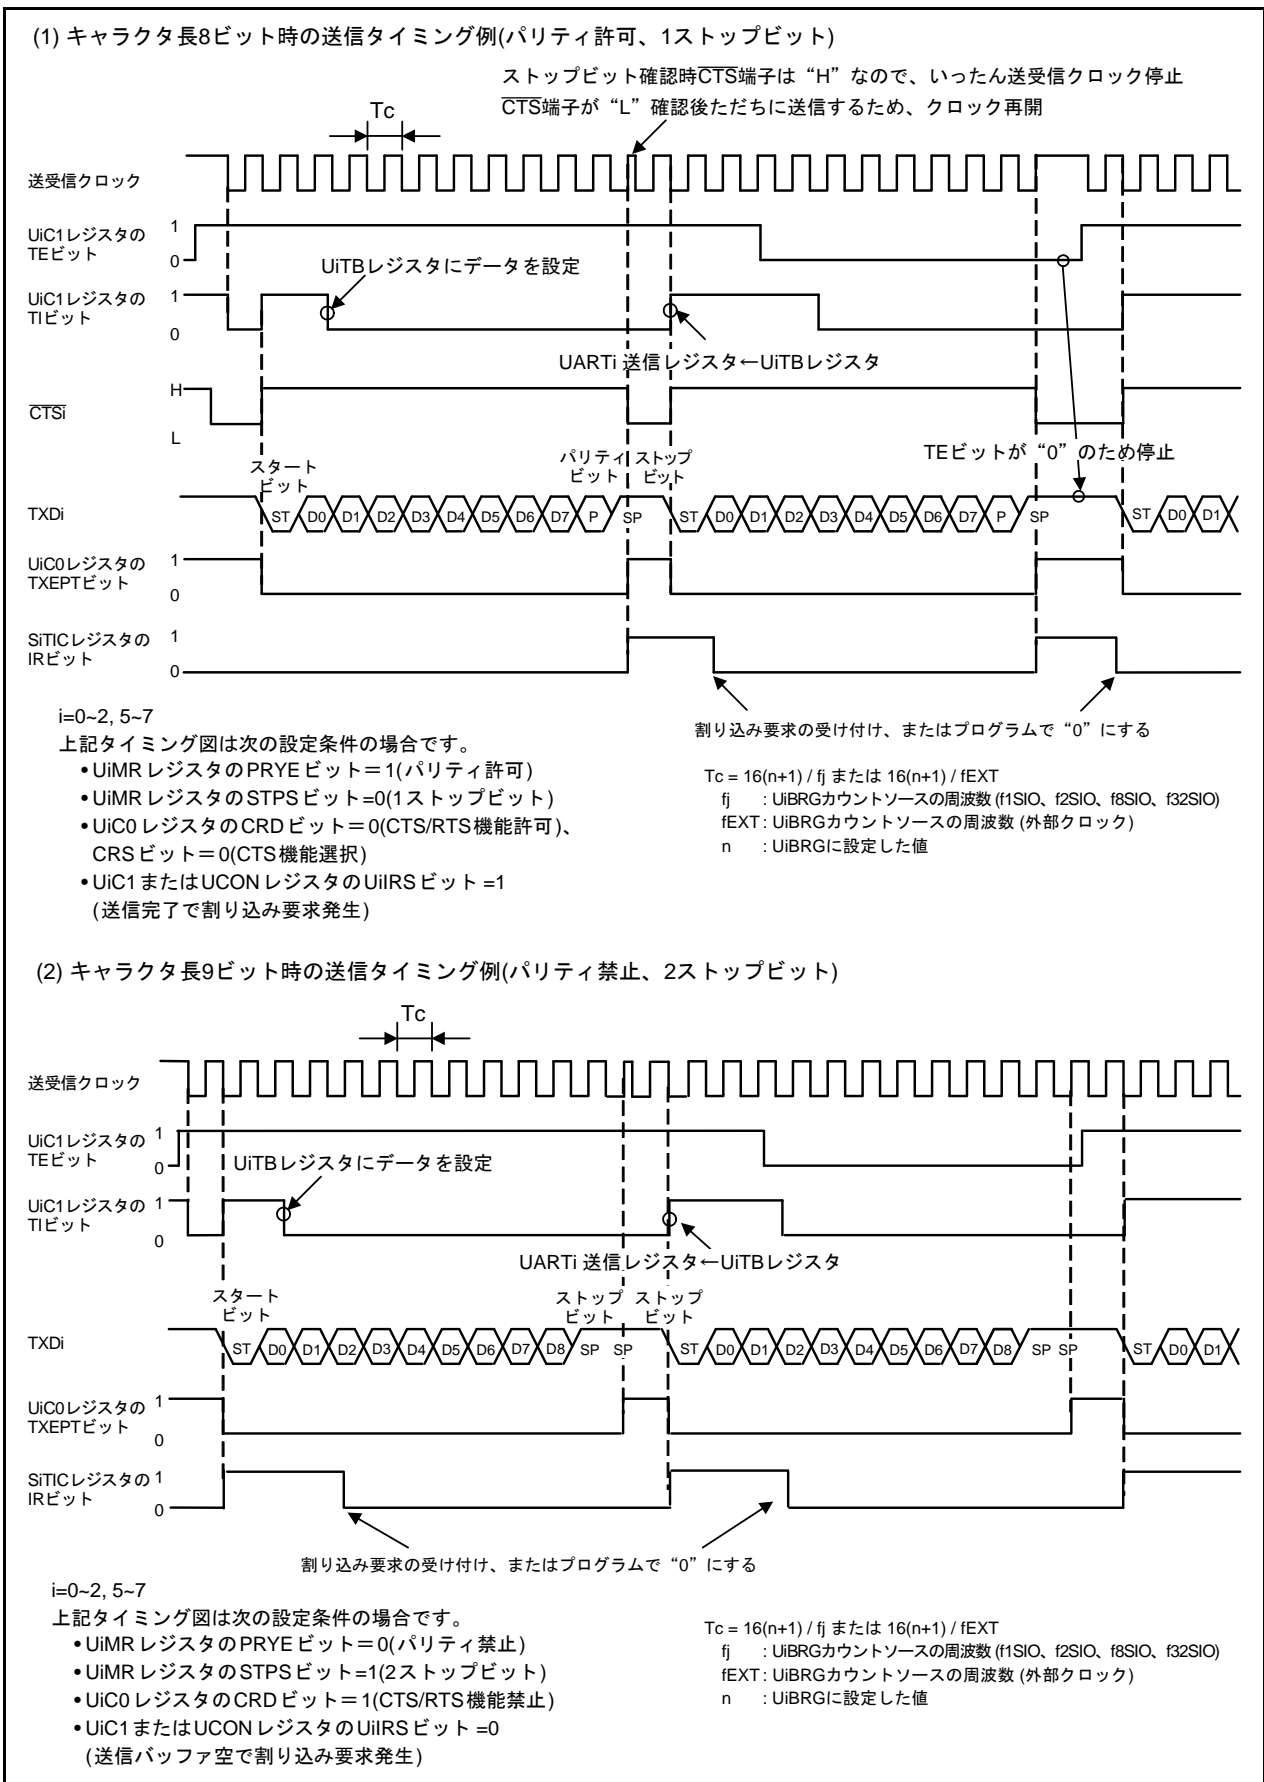 (1) キャラクタ長8ビット時の送信タイミング例(パリティ許可、1ストップビット)
ストップビット確認時CTS端子は“H”なので、いったん送受信クロック停止
CTS端子が“L”確認後ただちに送信するため、クロック再開
Tc
送受信クロック
UiC1レジスタの
TEビット
1
0
UiTBレジスタにデータを設定
UiC1レジスタの
TIビット
1
0
UARTi 送信レジスタ←UiTBレジスタ
CTSi
H
L
TEビットが“0”のため停止
スタート
ビット
パリティ
ビット
ストップ
ビット
TXDi
ST D0 D1 D2 D3 D4 D5 D6 D7 P SP ST D0 D1 D2 D3 D4 D5 D6 D7 P SP ST D0 D1
UiC0レジスタの
TXEPTビット
1
0
SiTICレジスタの
IRビット
1
0
割り込み要求の受け付け、またはプログラムで“0”にする
i=0~2, 5~7
上記タイミング図は次の設定条件の場合です。
•UiMRレジスタのPRYEビット＝1(パリティ許可)
•UiMRレジスタのSTPSビット=0(1ストップビット)
•UiC0レジスタのCRDビット＝0(CTS/RTS機能許可)、
CRSビット＝0(CTS機能選択)
•UiC1またはUCONレジスタのUiIRSビット =1
(送信完了で割り込み要求発生)
Tc = 16(n+1) / fj または 16(n+1) / fEXT
fj : UiBRGカウントソースの周波数 (f1SIO、f2SIO、f8SIO、f32SIO)
fEXT : UiBRGカウントソースの周波数 (外部クロック)
n : UiBRGに設定した値
(2) キャラクタ長9ビット時の送信タイミング例(パリティ禁止、2ストップビット)
Tc
送受信クロック
UiC1レジスタの
TEビット
1
0
UiTBレジスタにデータを設定
UiC1レジスタの
TIビット
1
0
UARTi 送信レジスタ←UiTBレジスタ
スタート
ビット
ストップ
ビット
ストップ
ビット
TXDi
ST D0 D1 D2 D3 D4 D5 D6 D7 D8 SP SP ST D0 D1 D2 D3 D4 D5 D6 D7 D8 SP SP ST D0 D1
UiC0レジスタの
TXEPTビット
1
0
SiTICレジスタの
IRビット
1
0
割り込み要求の受け付け、またはプログラムで“0”にする
i=0~2, 5~7
上記タイミング図は次の設定条件の場合です。
•UiMRレジスタのPRYEビット＝0(パリティ禁止)
•UiMRレジスタのSTPSビット=1(2ストップビット)
•UiC0レジスタのCRDビット＝1(CTS/RTS機能禁止)
•UiC1またはUCONレジスタのUiIRSビット =0
(送信バッファ空で割り込み要求発生)
Tc = 16(n+1) / fj または 16(n+1) / fEXT
fj : UiBRGカウントソースの周波数 (f1SIO、f2SIO、f8SIO、f32SIO)
fEXT : UiBRGカウントソースの周波数 (外部クロック)
n : UiBRGに設定した値